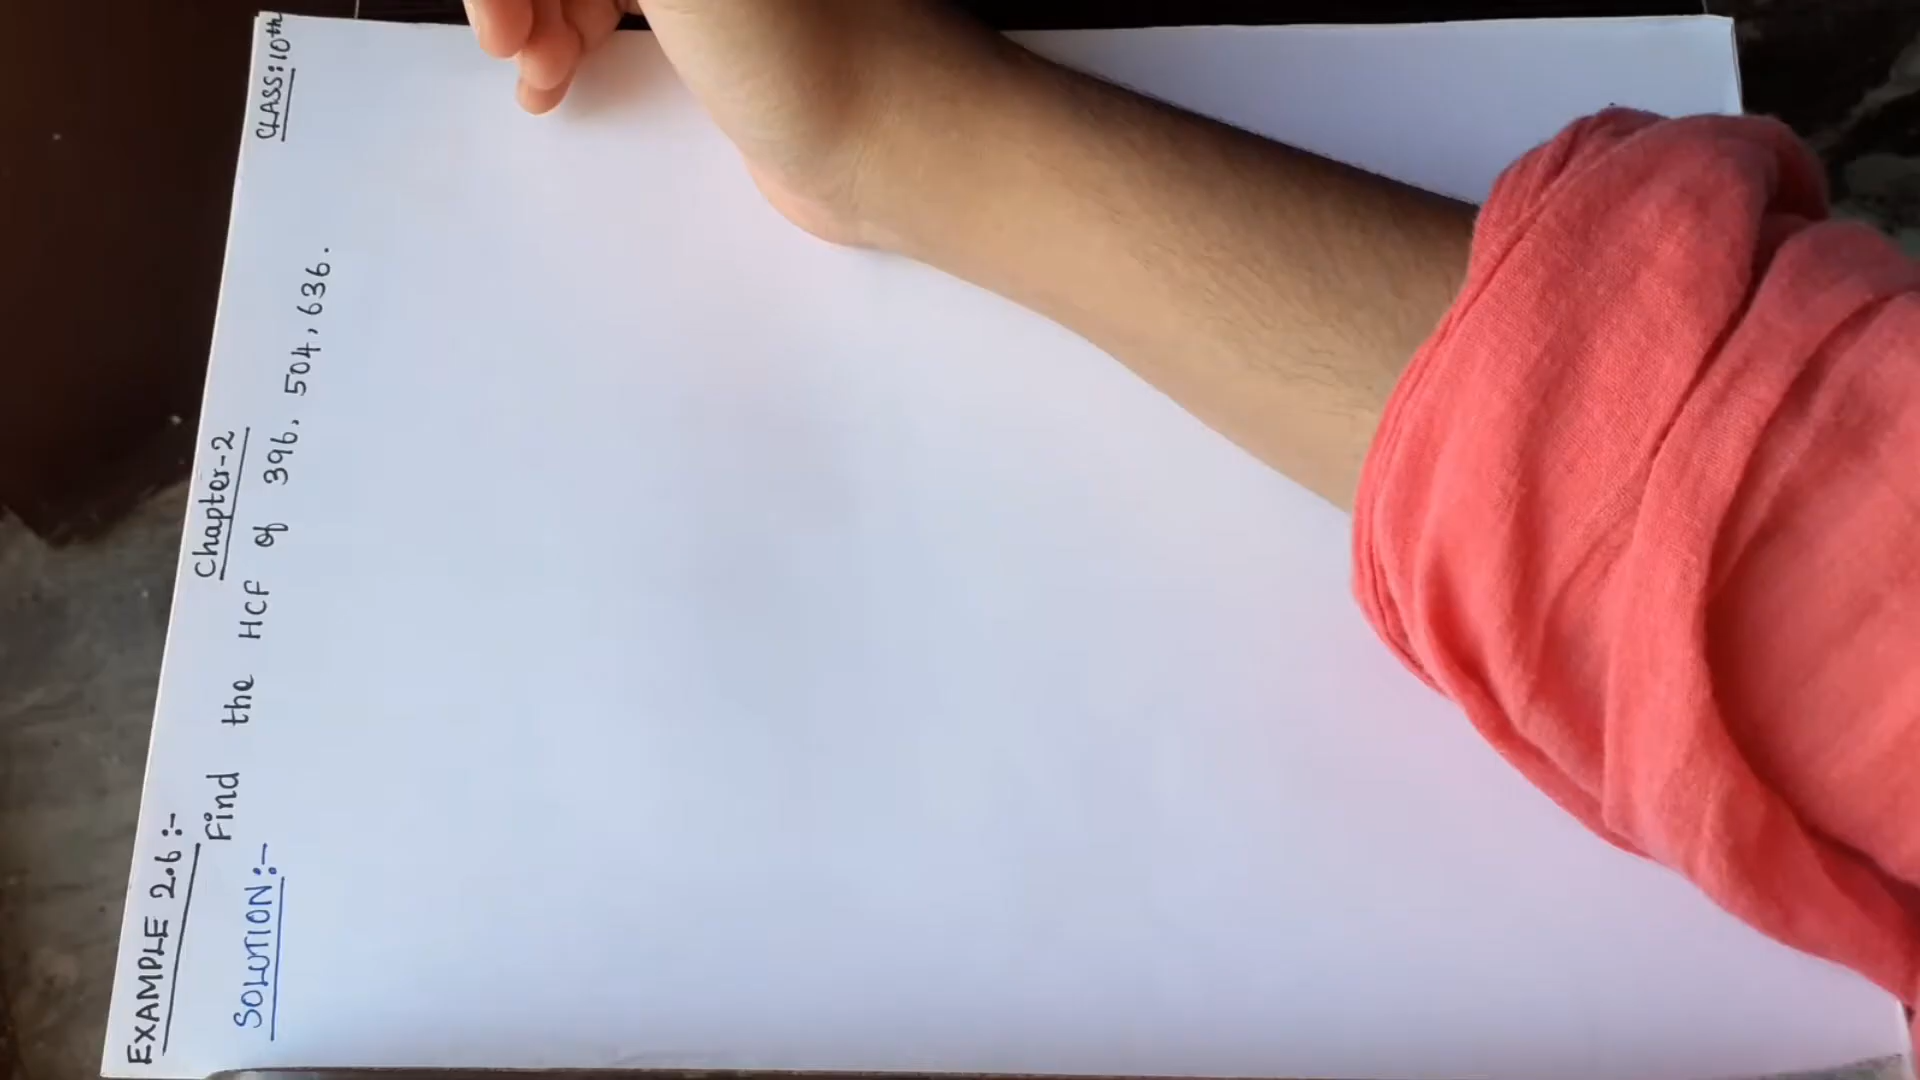 CLASS:10th
Chapter-2
EXAMPLE 2.6:-
Find the HCF of 396, 504, 636.
SOLUTION:-